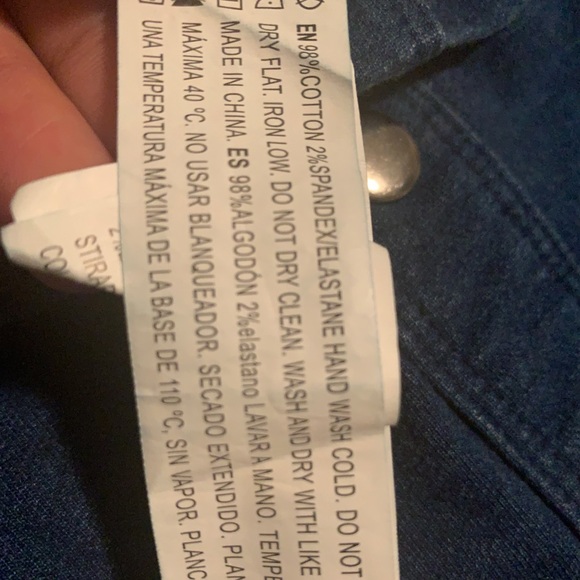 EN 98%COTTON 2%SPANDEX/ELASTANE HAND WASH COLD. DO NOT
DRY FLAT. IRON LOW. DO NOT DRY CLEAN. WASH AND DRY WITH LIKE
MADE IN CHINA. ES 98%ALGODÓN 2%elastano LAVAR A MANO. TEMPE
MÁXIMA 40 °C. NO USAR BLANQUEADOR. SECADO EXTENDIDO. PLAN
UNA TEMPERATURA MÁXIMA DE LA BASE DE 110 °C, SIN VAPOR. PLANC
STIRA
CO